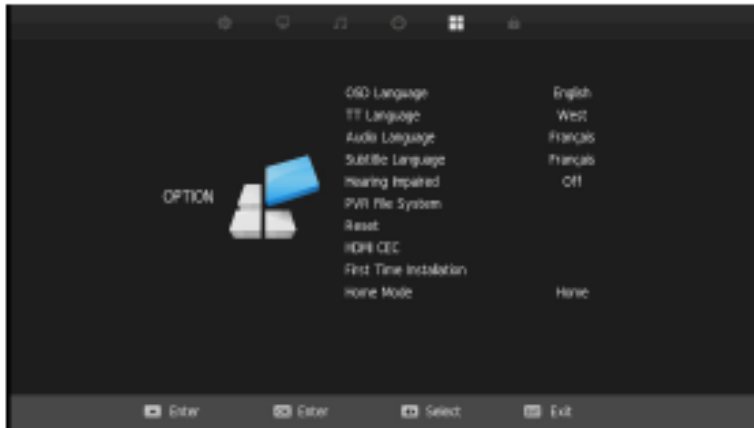 OSD Language English
TT Language West
Audio Language Français
Subtitle Language Français
Hearing Impaired Off
OPTION
PVR File System
Reset
HDMI CEC
First Time Installation
Home Mode Home
Enter Enter Select Exit